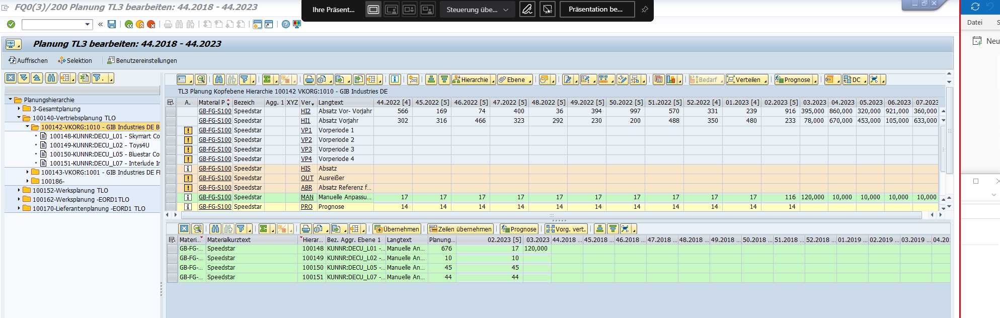 FQ0(3)/200 Planung TL3 bearbeiten: 44.2018 - 44.2023
Ihre Präsent... Steuerung übe... Präsentation be...
Datei
Neu
Planung TL3 bearbeiten: 44.2018 - 44.2023
Auffrischen Selektion Benutzereinstellungen
Hierarchie Ebene Bedarf Verteilen Prognose DC
TL3 Planung Kopfebene Hierarchie 100142 VKORG:1010 - GIB Industries DE
Planungshierarchie
3-Gesamtplanung
100140-Vertriebsplanung TLO
100142-VKORG:1010 - GIB Industries DE B
100148-KUNNR:DECU_L01 - Skymart Co
100149-KUNNR:DECU_L02 - Toys4U
100150-KUNNR:DECU_L05 - Bluestar Co
100151-KUNNR:DECU_L07 - Interlude Ir
100143-VKORG:1001 - GIB Industries DE F
100186-
100152-Werksplanung TLO
100162-Werksplanung -EORD1TLO
100170-Lieferantenplanung -EORD1 TLO
A. Material P Bezeich Agg. 1 XYZ Ver. Langtext 44.2022 [4] 45.2022 [5] 46.2022 [5] 47.2022 [5] 48.2022 [5] 49.2022 [5] 50.2022 [5] 51.2022 [5] 52.2022 [4] 01.2023 [4] 02.2023 [5] 03.2023 04.2023 05.2023 06.2023 07.2023
GB-FG-S100 Speedstar HI2 Absatz Vor- Vorjahr 566 169 74 400 36 394 997 570 331 239 916 395,000 860,000 320,000 921,000 360,000
GB-FG-S100 Speedstar HI1 Absatz Vorjahr 302 316 466 323 292 230 200 488 350 480 233 78,000 670,000 453,000 105,000 633,000
GB-FG-S100 Speedstar VP1 Vorperiode 1
GB-FG-S100 Speedstar VP2 Vorperiode 2
GB-FG-S100 Speedstar VP3 Vorperiode 3
GB-FG-S100 Speedstar VP4 Vorperiode 4
GB-FG-S100 Speedstar HIS Absatz
GB-FG-S100 Speedstar OUT Ausreißer
GB-FG-S100 Speedstar ABR Absatz Referenz f...
GB-FG-S100 Speedstar MAN Manuelle Anpassu... 17 17 17 17 17 17 17 17 17 17 116 120,000 10,000 10,000 10,000 10,000
GB-FG-S100 Speedstar PRO Prognose 14 14 14 14 14 14 14 14 14 14 14
Übernehmen Zeilen übernehmen Prognose Vorg. vert.
Materi... Materialkurztext Hierar... Bez. Aggr. Ebene 1 Langtext Planung... 02.2023 [5] 03.2023 44.2018 ... 45.2018 ... 46.2018 ... 47.2018 ... 48.2018 ... 49.2018 ... 50.2018 ... 51.2018 ... 52.2018 ... 01.2019 ... 02.2019 ... 03.2019 ... 04.201
GB-FG-... Speedstar 100148 KUNNR:DECU_L01 -... Manuelle An... 676 17 120,000
GB-FG-... Speedstar 100149 KUNNR:DECU_L02 -... Manuelle An... 10 10
GB-FG-... Speedstar 100150 KUNNR:DECU_L05 -... Manuelle An... 45 45
GB-FG-... Speedstar 100151 KUNNR:DECU_L07 -... Manuelle An... 44 44